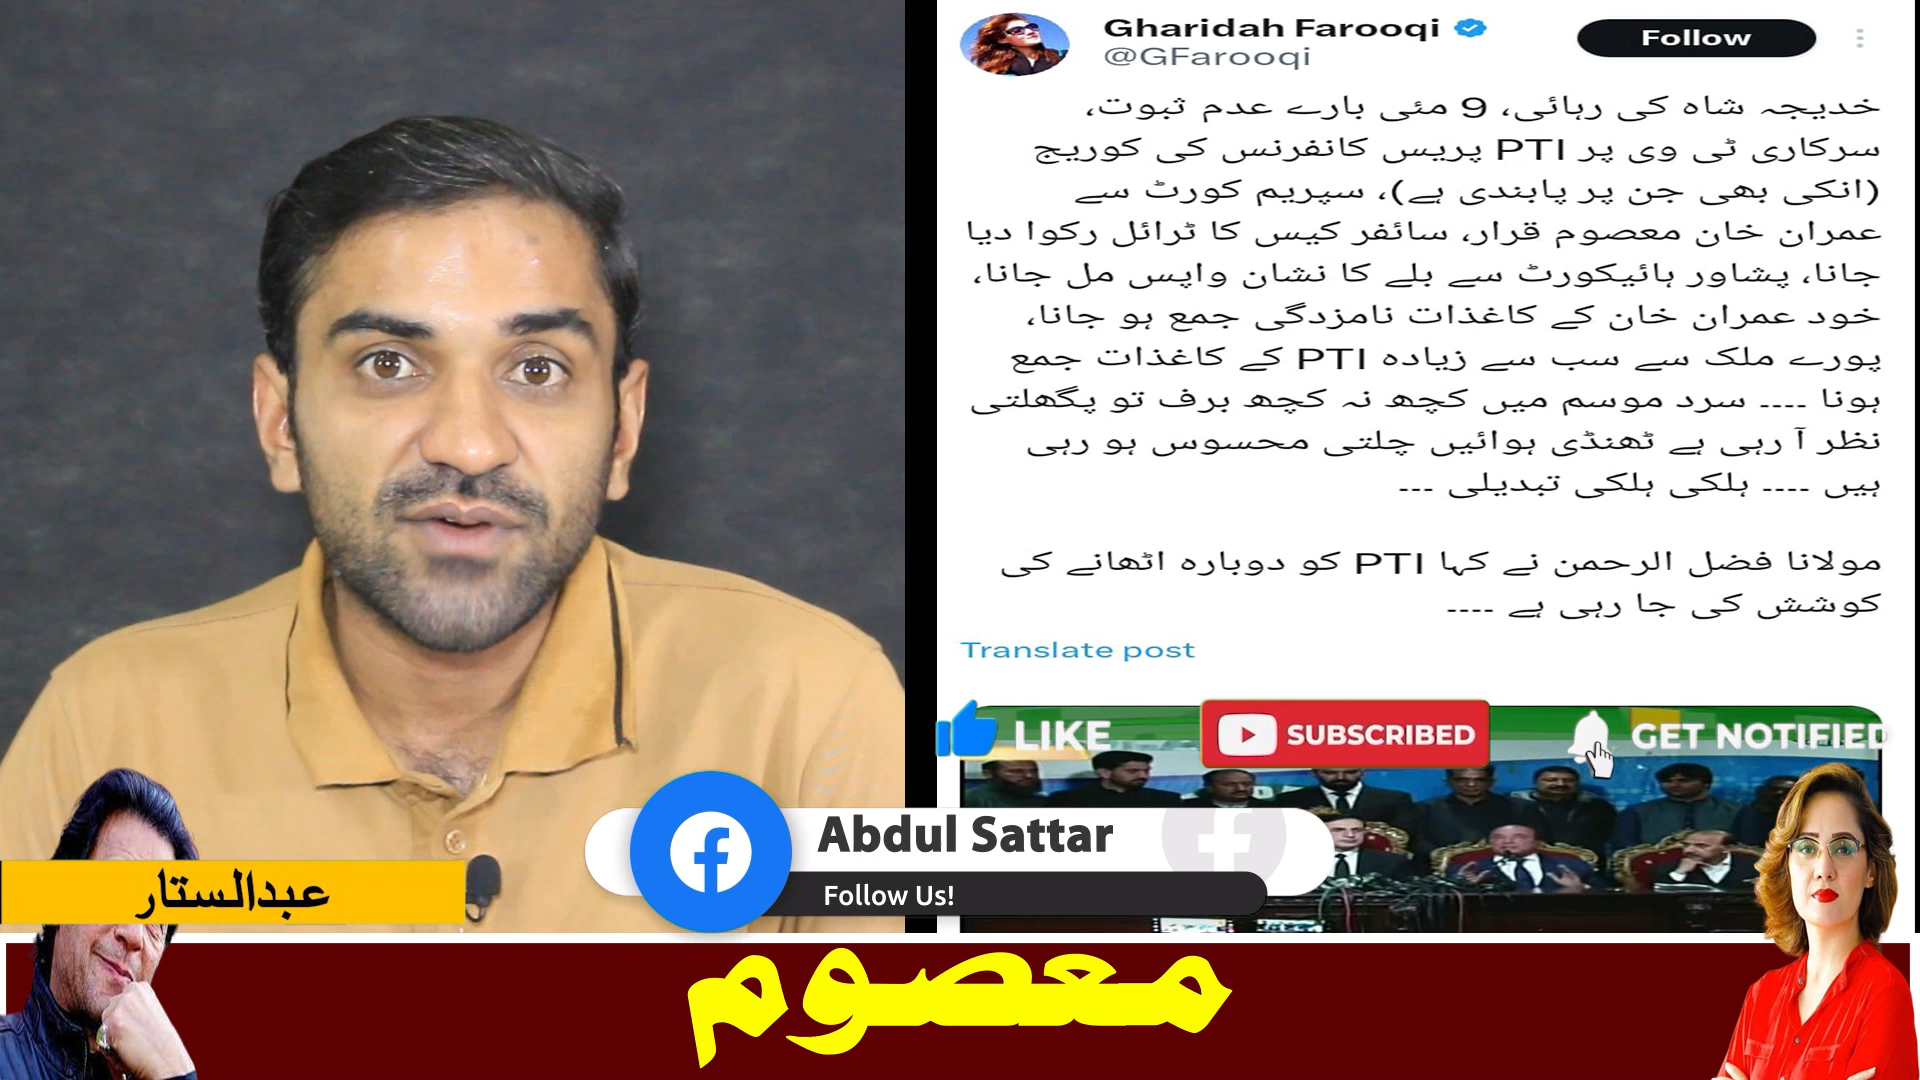 Gharidah Farooqi
@GFarooqi
Follow
خدیجہ شاہ کی رہائی، 9 مئی بارے عدم ثبوت،
سرکاری ٹی وی پر PTI پریس کانفرنس کی کوریج
(انکی بھی جن پر پابندی ہے)، سپریم کورٹ سے
عمران خان معصوم قرار، سائفر کیس کا ٹرائل رکوا دیا
جانا، پشاور ہائیکورٹ سے بلے کا نشان واپس مل جانا،
خود عمران خان کے کاغذات نامزدگی جمع ہو جانا،
پورے ملک سے سب سے زیادہ PTI کے کاغذات جمع
ہونا ---- سرد موسم میں کچھ نہ کچھ برف تو پگھلتی
نظر آ رہی ہے ٹھنڈی ہوائیں چلتی محسوس ہو رہی
ہیں ---- ہلکی ہلکی تبدیلی ---
مولانا فضل الرحمن نے کہا PTI کو دوبارہ اٹھانے کی
کوشش کی جا رہی ہے ----
Translate post
LIKE
SUBSCRIBED
GET NOTIFIED
Abdul Sattar
Follow Us!
عبدالستار
معصوم